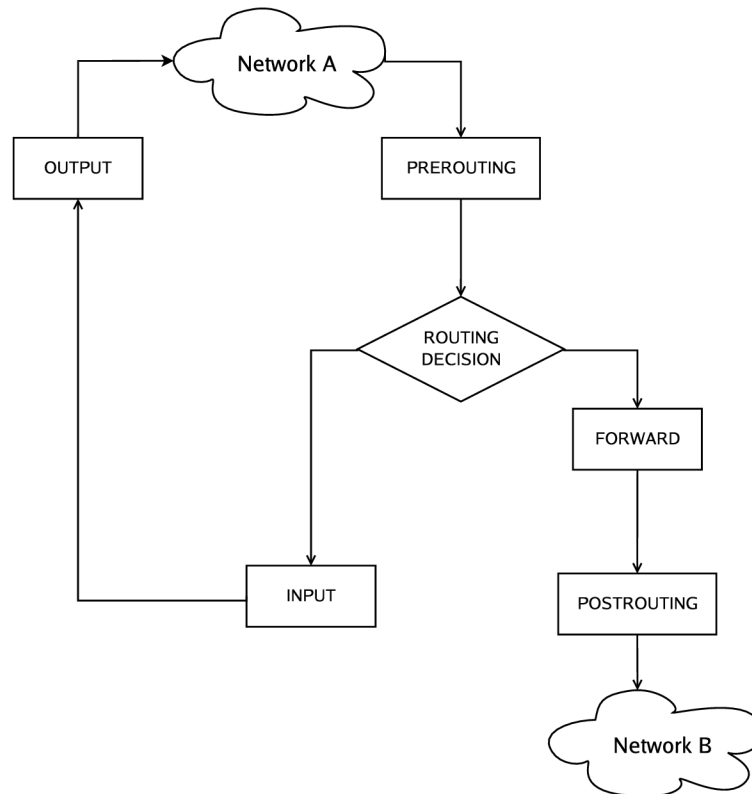 Network A
OUTPUT
PREROUTING
ROUTING
DECISION
FORWARD
INPUT
POSTROUTING
Network B